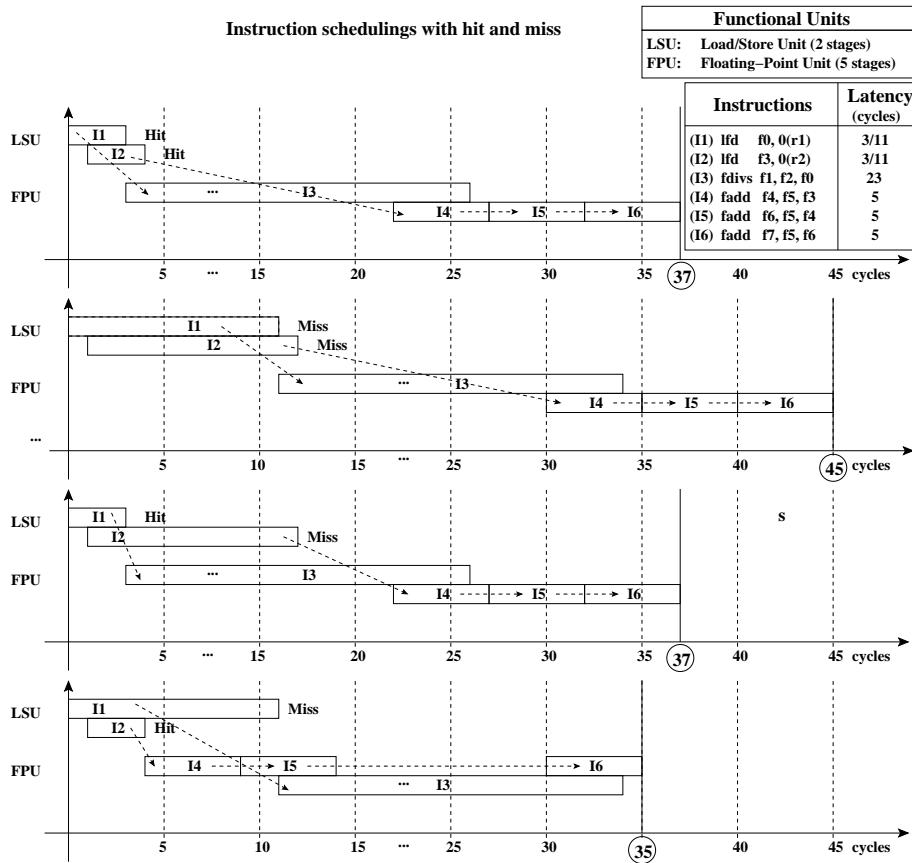 Instruction schedulings with hit and miss
Functional Units
LSU: Load/Store Unit (2 stages)
FPU: Floating−Point Unit (5 stages)
Instructions Latency (cycles)
(I1) lfd f0, 0(r1) 3/11
(I2) lfd f3, 0(r2) 3/11
(I3) fdivs f1, f2, f0 23
(I4) fadd f4, f5, f3 5
(I5) fadd f6, f5, f4 5
(I6) fadd f7, f5, f6 5
LSU I1 Hit
I2 Hit
FPU ... I3
I4 I5 I6
5 ... 15 20 25 30 37 40 45 cycles
LSU I1 Miss
I2 Miss
FPU ... I3
I4 I5 I6
...
5 10 ... 20 25 30 35 40 45 cycles
LSU I1 Hit s
I2 Miss
FPU ... I3
I4 I5 I6
5 ... 15 20 25 30 37 40 45 cycles
LSU I1 Miss
I2 Hit
FPU I4 I5 I6
... I3
5 10 15 ... 20 25 30 35 40 45 cycles